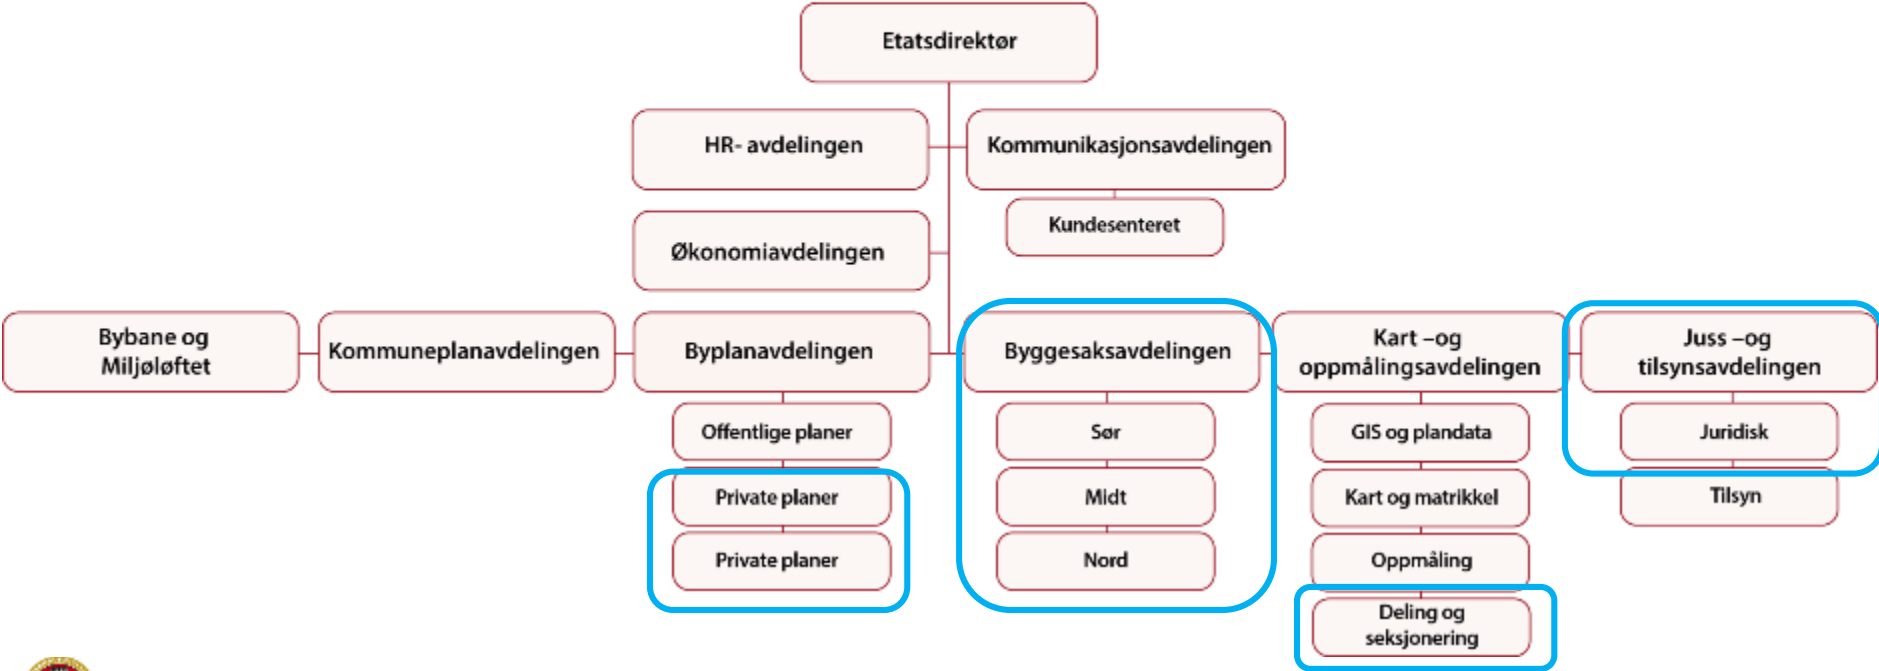 Etatsdirektør
HR- avdelingen
Kommunikasjonsavdelingen
Kundesenteret
Økonomiavdelingen
Bybane og
Miljøløftet
Kommuneplanavdelingen
Byplanavdelingen
Byggesaksavdelingen
Kart –og
oppmålingsavdelingen
Juss –og
tilsynsavdelingen
Offentlige planer
Private planer
Private planer
Sør
Midt
Nord
GIS og plandata
Kart og matrikkel
Oppmåling
Deling og
seksjonering
Juridisk
Tilsyn